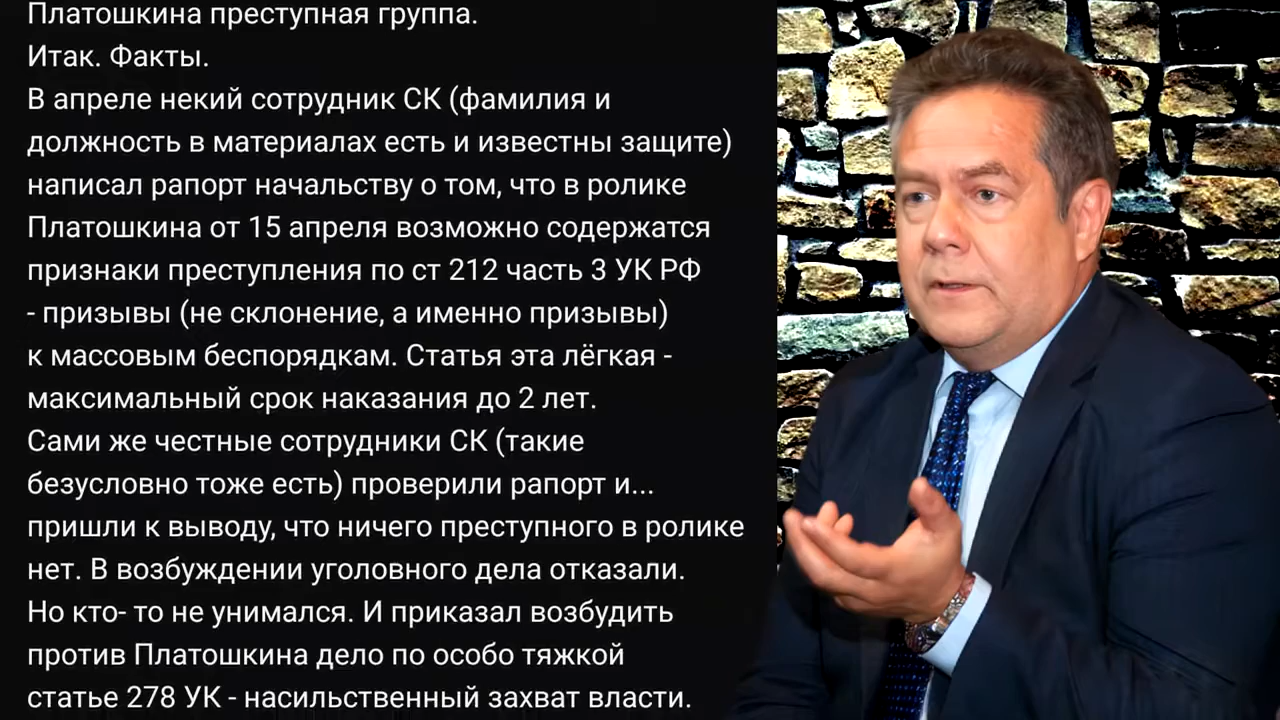 Платошкина преступная группа.
Итак. Факты.
В апреле некий сотрудник СК (фамилия и
должность в материалах есть и известны защите)
написал рапорт начальству о том, что в ролике
Платошкина от 15 апреля возможно содержатся
признаки преступления по ст 212 часть 3 УК РФ
- призывы (не склонение, а именно призывы)
к массовым беспорядкам. Статья эта лёгкая -
максимальный срок наказания до 2 лет.
Сами же честные сотрудники СК (такие
безусловно тоже есть) проверили рапорт и...
пришли к выводу, что ничего преступного в ролике
нет. В возбуждении уголовного дела отказали.
Но кто- то не унимался. И приказал возбудить
против Платошкина дело по особо тяжкой
статье 278 УК - насильственный захват власти.